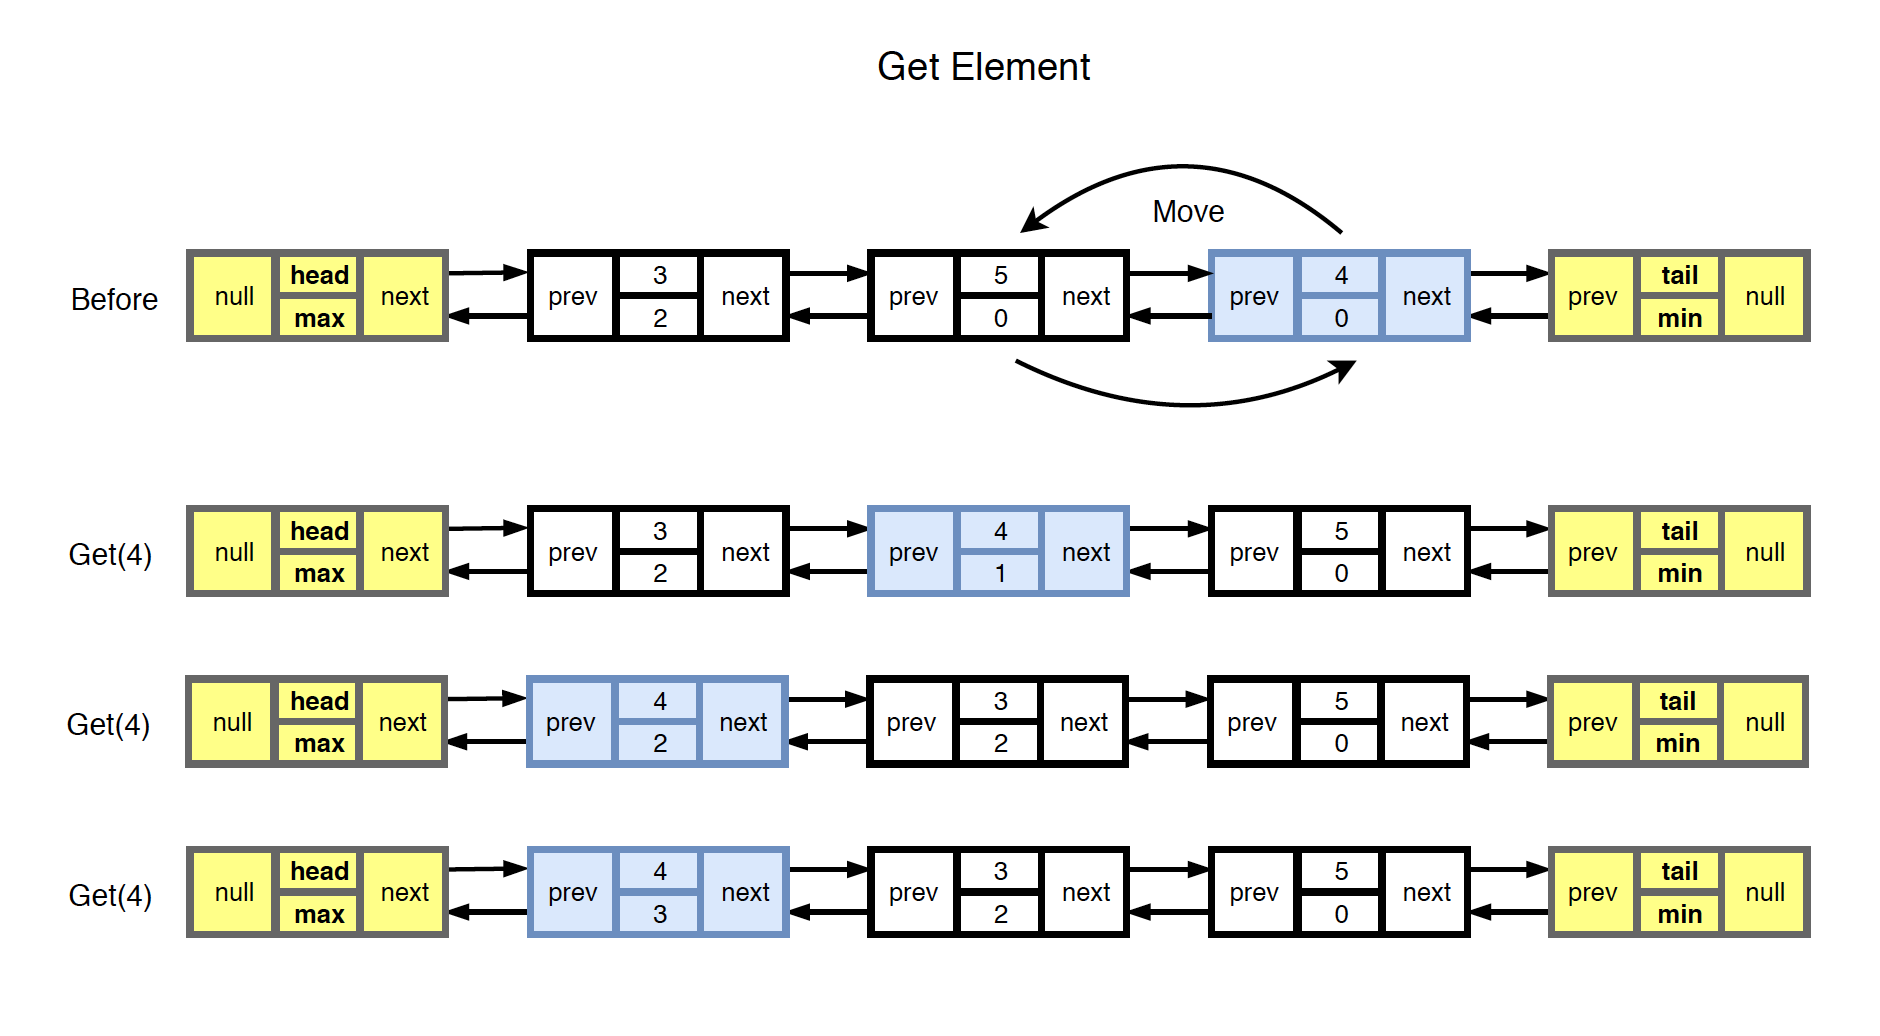 Get Element
Move
Before
null head max next
prev 3 2 next
prev 5 0 next
prev 4 0 next
prev tail min null
Get(4)
null head max next
prev 3 2 next
prev 4 1 next
prev 5 0 next
prev tail min null
Get(4)
null head max next
prev 4 2 next
prev 3 2 next
prev 5 0 next
prev tail min null
Get(4)
null head max next
prev 4 3 next
prev 3 2 next
prev 5 0 next
prev tail min null